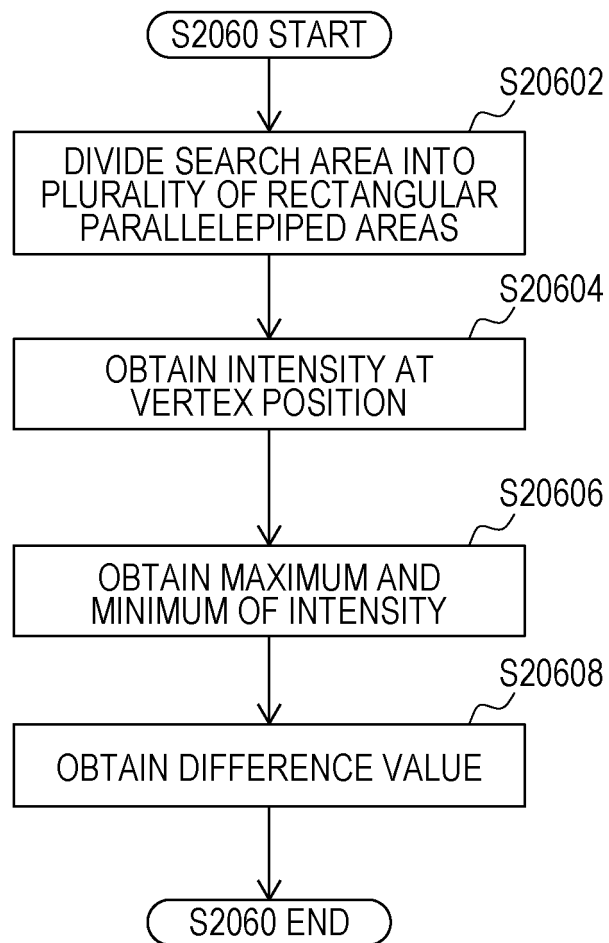 S2060 START
S20602
DIVIDE SEARCH AREA INTO
PLURALITY OF RECTANGULAR
PARALLELEPIPED AREAS
S20604
OBTAIN INTENSITY AT
VERTEX POSITION
S20606
OBTAIN MAXIMUM AND
MINIMUM OF INTENSITY
S20608
OBTAIN DIFFERENCE VALUE
S2060 END